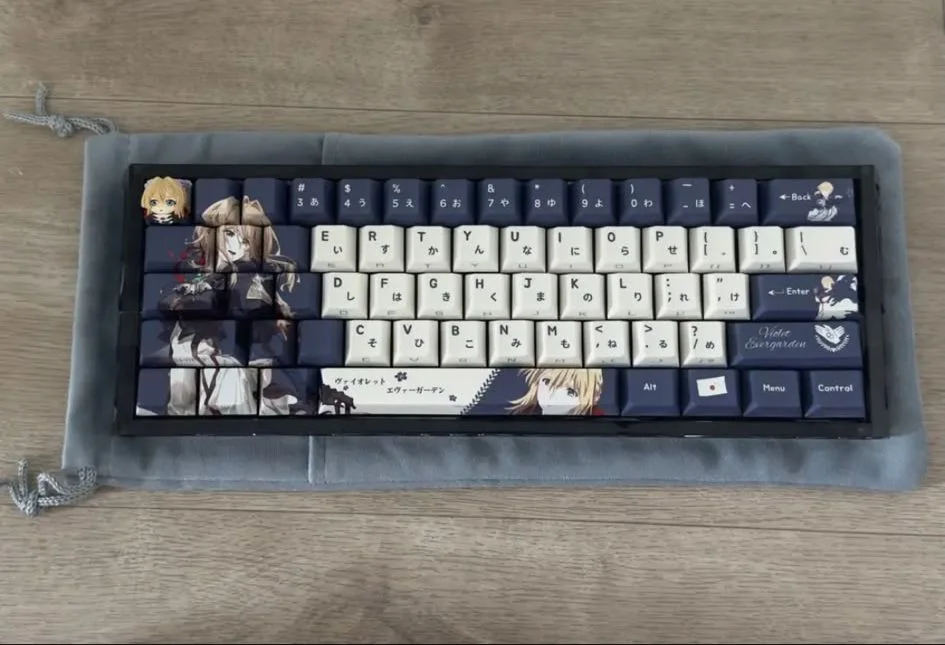 # $ % ^ & * ( ) — +
3 あ 4 う 5 え 6 お 7 や 8 ゆ 9 よ 0 わ - ほ = へ ←Back
E R T Y U I O P { } |
い す か ん な に ら せ [ ゛ ] 。 \ む
D F G H J K L : "
し は き く ま の り ; れ ' け ←Enter
C V B N M < > ?
そ ひ こ み も , ね . る / め
Violet
Evergarden
ヴァイオレット
エヴァーガーデン
Alt Menu Control